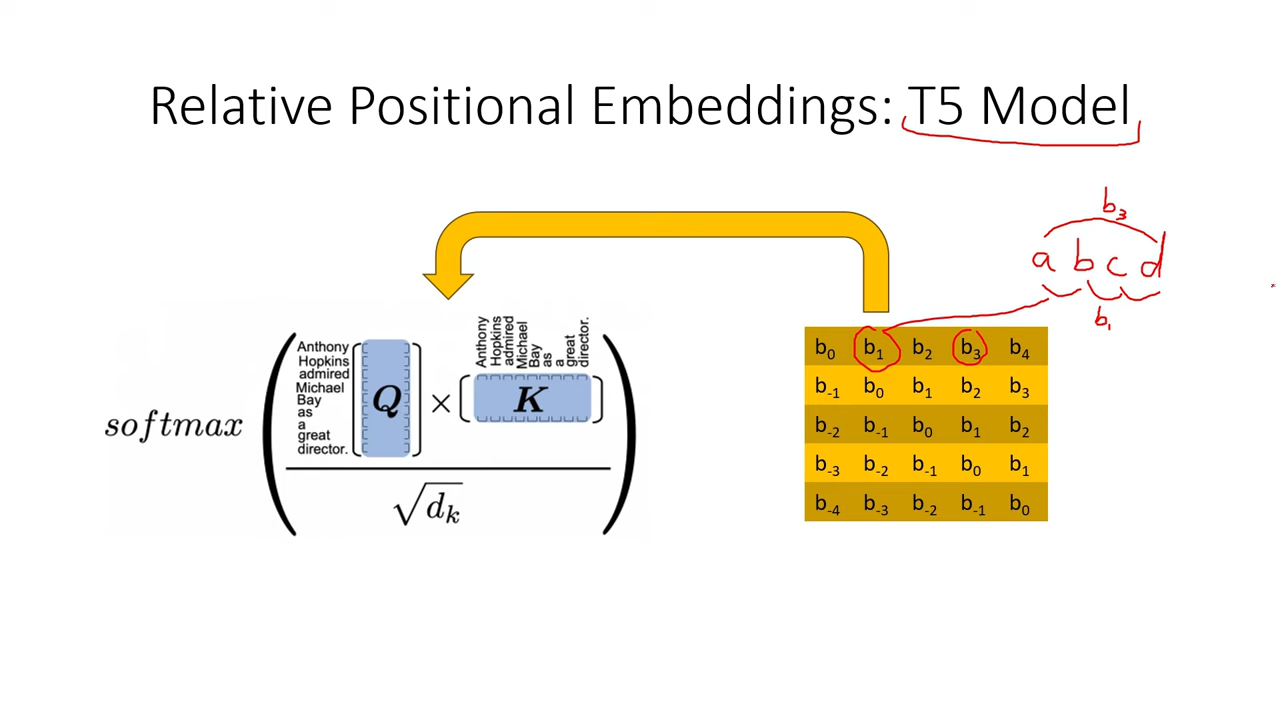 Relative Positional Embeddings: T5 Model
b₃
a b c d
b₁
softmax
Anthony
Hopkins
admired
Michael
Bay
as
a
great
director.
Q × K
Anthony
Hopkins
admired
Michael
Bay
as
a
great
director.
√dₖ
b₀ b₁ b₂ b₃ b₄
b₋₁ b₀ b₁ b₂ b₃
b₋₂ b₋₁ b₀ b₁ b₂
b₋₃ b₋₂ b₋₁ b₀ b₁
b₋₄ b₋₃ b₋₂ b₋₁ b₀